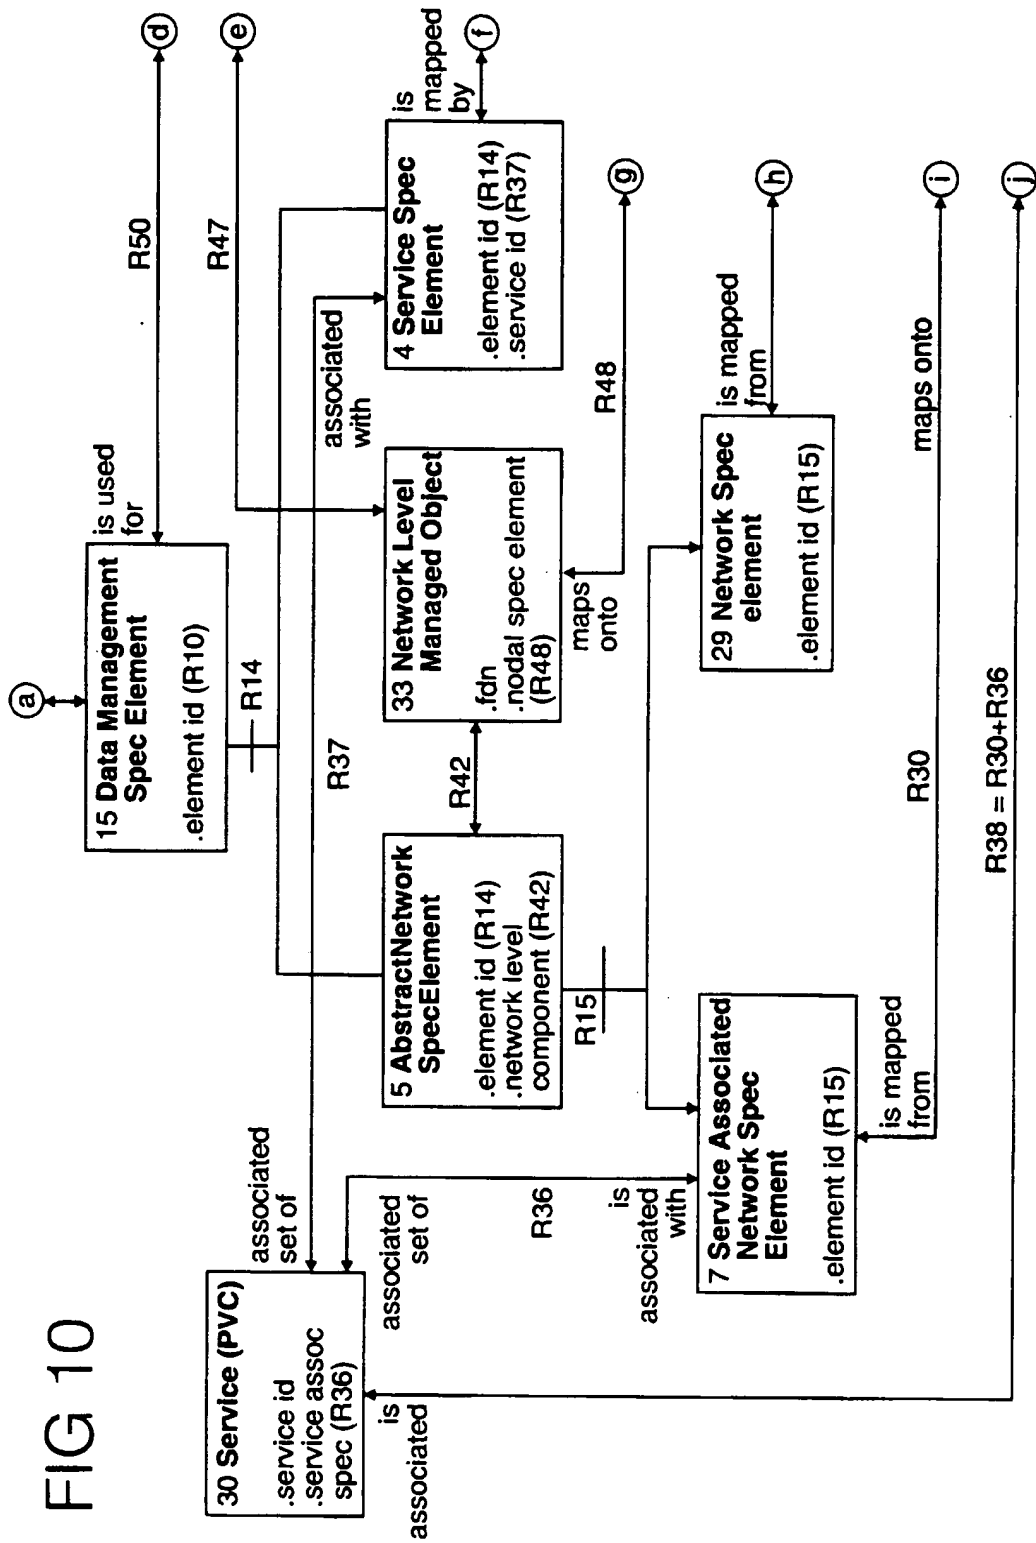 FIG 10
a
15 Data Management
Spec Element
.element id (R10)
is used
for
R50
d
R14
R47
e
30 Service (PVC)
.service id
.service assoc
spec (R36)
associated
set of
R37
associated
with
associated
set of
is
associated
5 AbstractNetwork
SpecElement
.element id (R14)
.network level
component (R42)
R42
33 Network Level
Managed Object
.fdn
.nodal spec element
(R48)
4 Service Spec
Element
.element id (R14)
.service id (R37)
is
mapped
by
f
R36
R15
maps
onto
R48
g
is
associated
with
7 Service Associated
Network Spec
Element
.element id (R15)
29 Network Spec
element
.element id (R15)
is mapped
from
h
is mapped
from
R30
maps onto
i
R38 = R30+R36
j